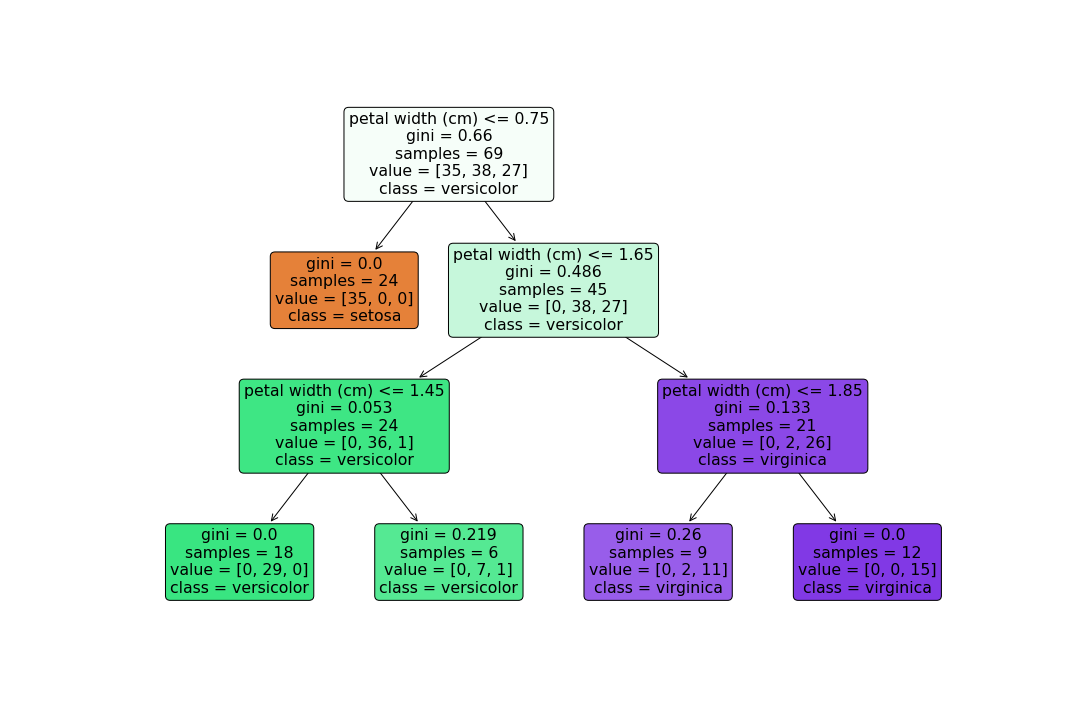 petal width (cm) <= 0.75
gini = 0.66
samples = 69
value = [35, 38, 27]
class = versicolor
gini = 0.0
samples = 24
value = [35, 0, 0]
class = setosa
petal width (cm) <= 1.65
gini = 0.486
samples = 45
value = [0, 38, 27]
class = versicolor
petal width (cm) <= 1.45
gini = 0.053
samples = 24
value = [0, 36, 1]
class = versicolor
petal width (cm) <= 1.85
gini = 0.133
samples = 21
value = [0, 2, 26]
class = virginica
gini = 0.0
samples = 18
value = [0, 29, 0]
class = versicolor
gini = 0.219
samples = 6
value = [0, 7, 1]
class = versicolor
gini = 0.26
samples = 9
value = [0, 2, 11]
class = virginica
gini = 0.0
samples = 12
value = [0, 0, 15]
class = virginica